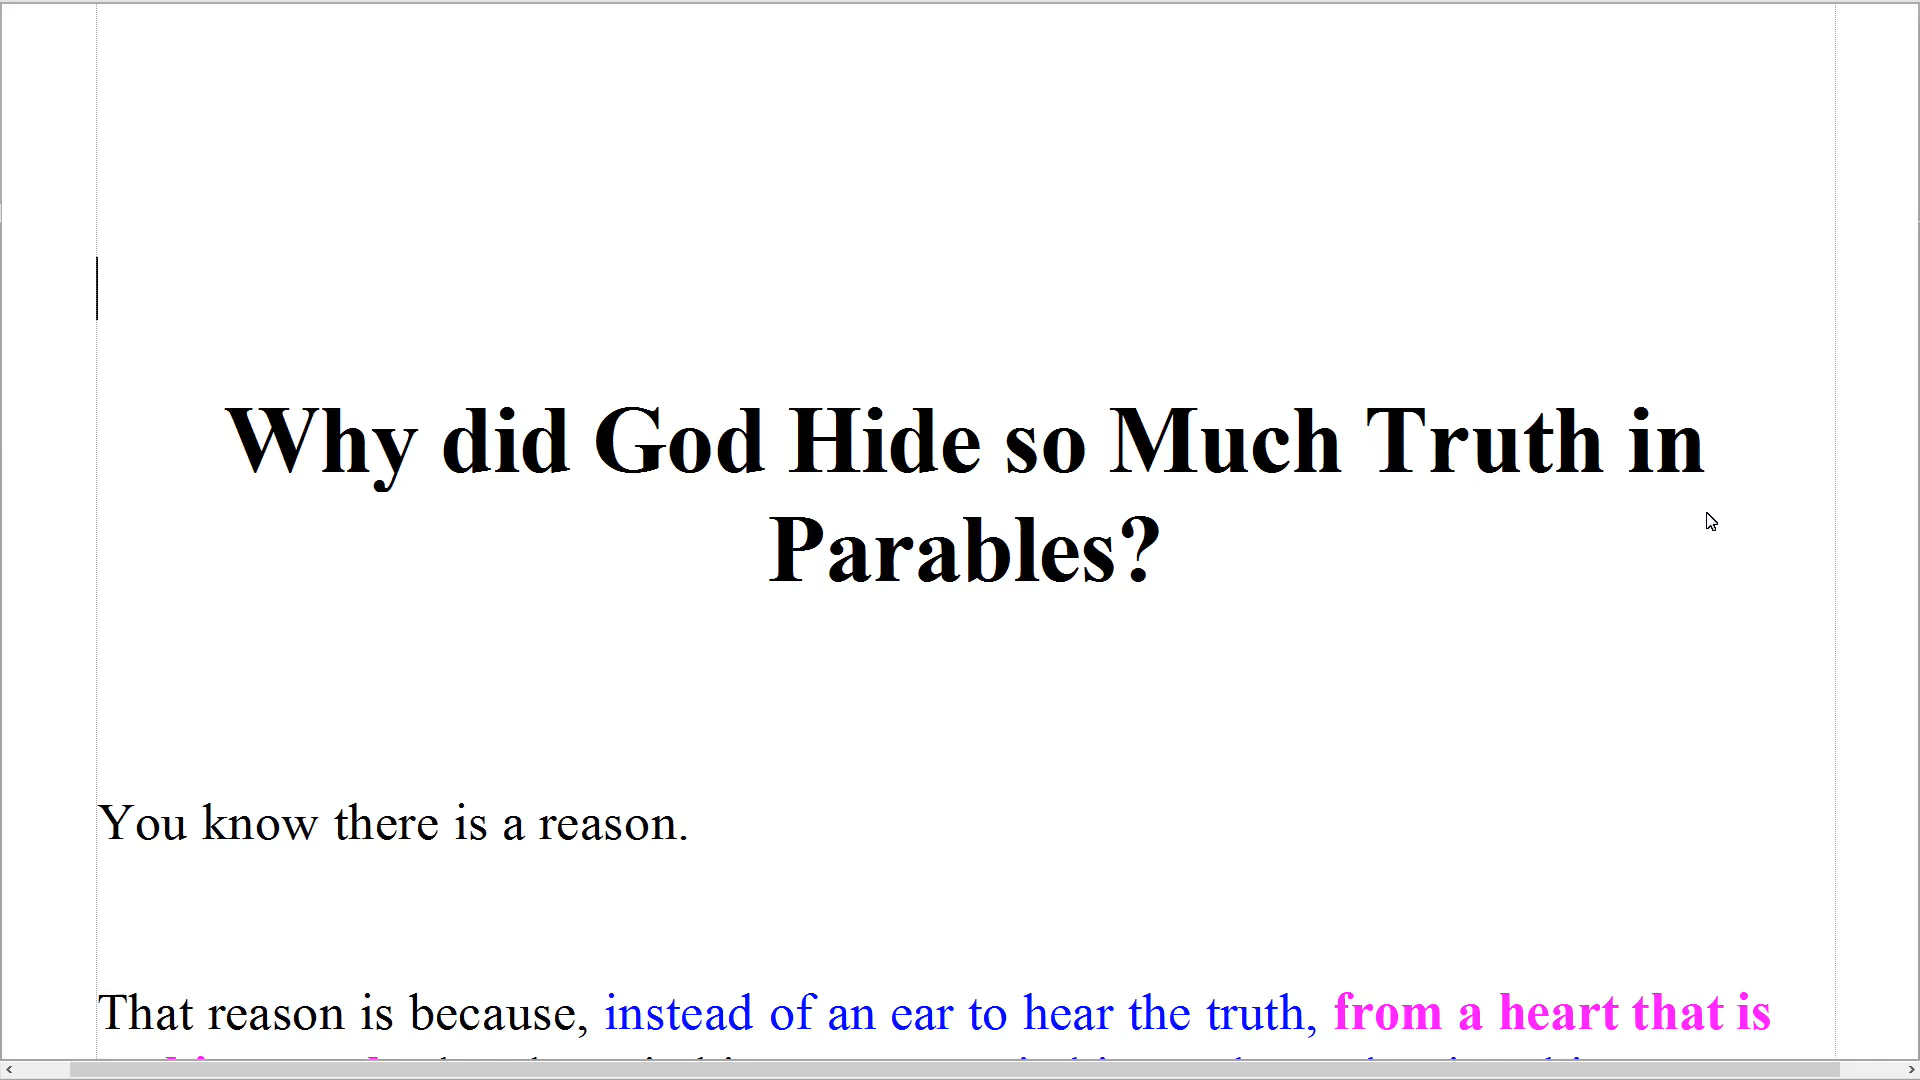 Why did God Hide so Much Truth in
Parables?
You know there is a reason.
That reason is because, instead of an ear to hear the truth, from a heart that is